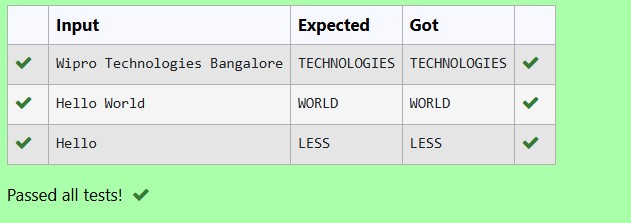 Input Expected Got
Wipro Technologies Bangalore TECHNOLOGIES TECHNOLOGIES
Hello World WORLD WORLD
Hello LESS LESS
Passed all tests!